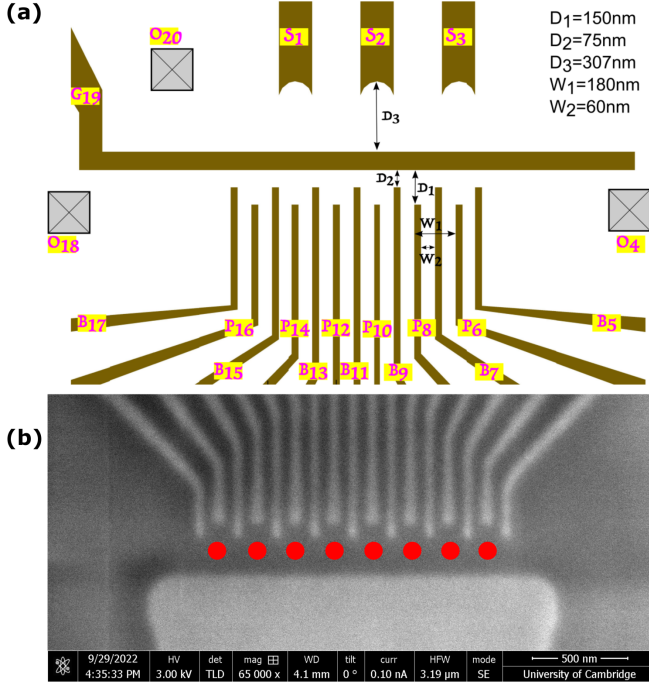 (a)
O20
S1
S2
S3
D1=150nm
D2=75nm
D3=307nm
W1=180nm
W2=60nm
G19
D3
D2
D1
O18
W1
W2
O4
B17
P16
P14
P12
P10
P8
P6
B5
B15
B13
B11
B9
B7
(b)
9/29/2022
4:35:33 PM
HV
3.00 kV
det
TLD
mag
65 000 x
WD
4.1 mm
tilt
0 °
curr
0.10 nA
HFW
3.19 µm
mode
SE
500 nm
University of Cambridge